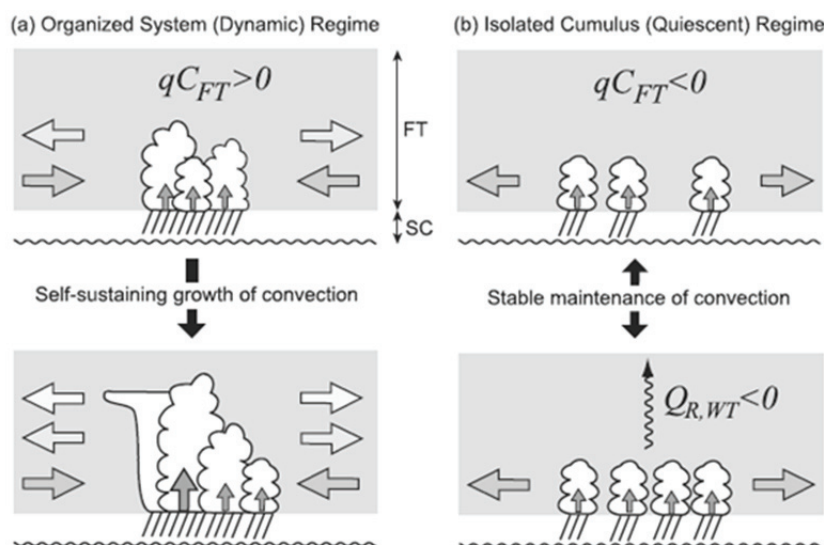 (a) Organized System (Dynamic) Regime
(b) Isolated Cumulus (Quiescent) Regime
qC_FT>0
FT
qC_FT<0
SC
Self-sustaining growth of convection
Stable maintenance of convection
Q_R,WT<0